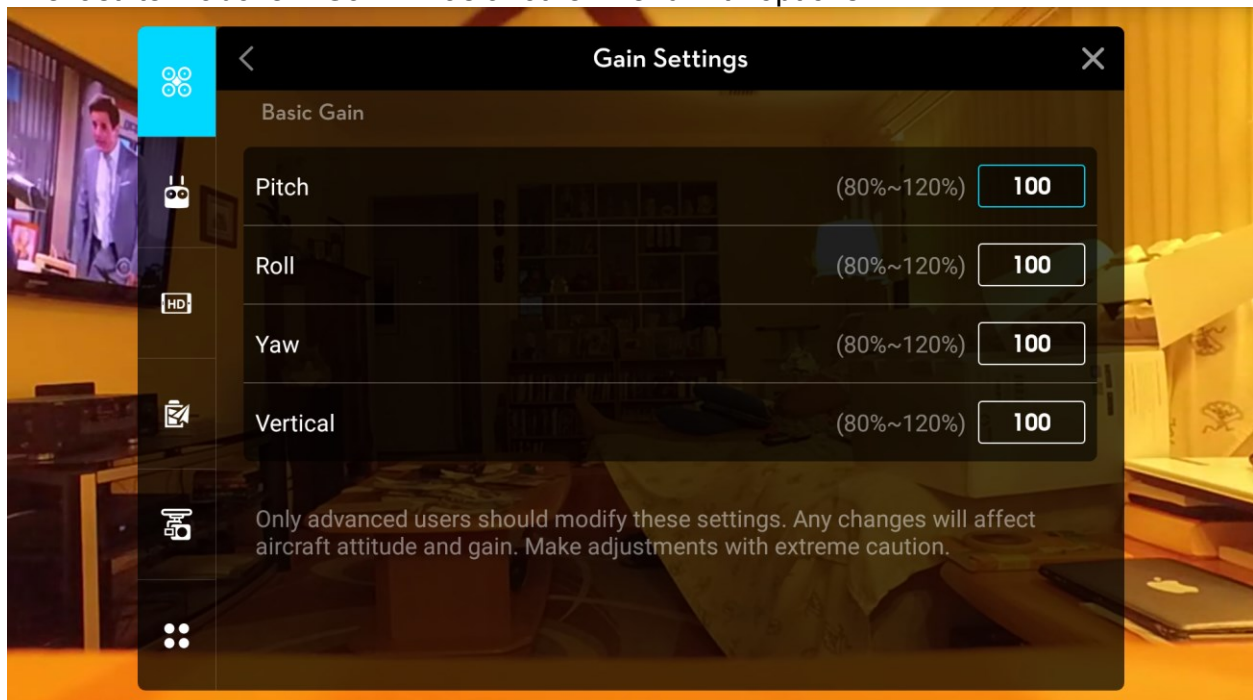 Gain Settings
Basic Gain
Pitch (80%~120%) 100
HD
Roll (80%~120%) 100
Yaw (80%~120%) 100
Vertical (80%~120%) 100
Only advanced users should modify these settings. Any changes will affect
aircraft attitude and gain. Make adjustments with extreme caution.